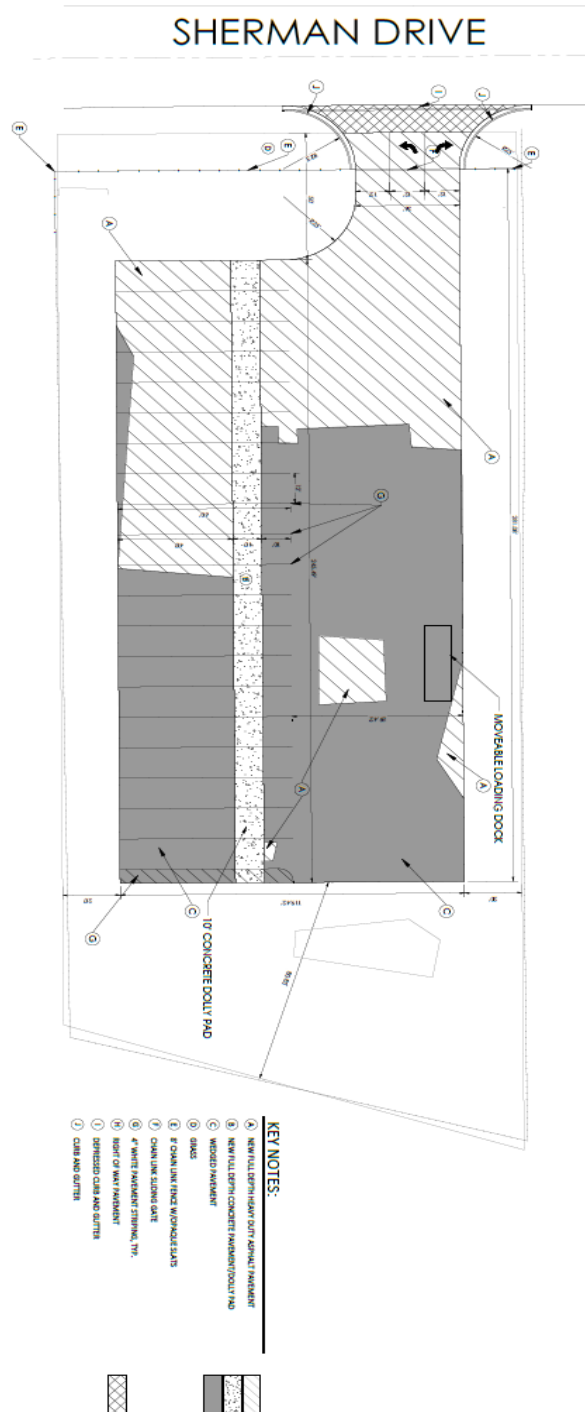 SHERMAN DRIVE
J
I
J
E
D
E
F
E
A
A
G
B
MOVEABLE LOADING DOCK
A
A
C
C
G
10' CONCRETE DOLLY PAD
KEY NOTES:
A NEW FULL DEPTH HEAVY DUTY ASPHALT PAVEMENT
B NEW FULL DEPTH CONCRETE PAVEMENT/DOLLY PAD
C WEDGED PAVEMENT
D GRASS
E 8' CHAIN LINK FENCE W/OPAQUE SLATS
F CHAIN LINK SLIDING GATE
G 4" WHITE PAVEMENT STRIPING, TYP.
H RIGHT OF WAY PAVEMENT
I DEPRESSED CURB AND GUTTER
J CURB AND GUTTER